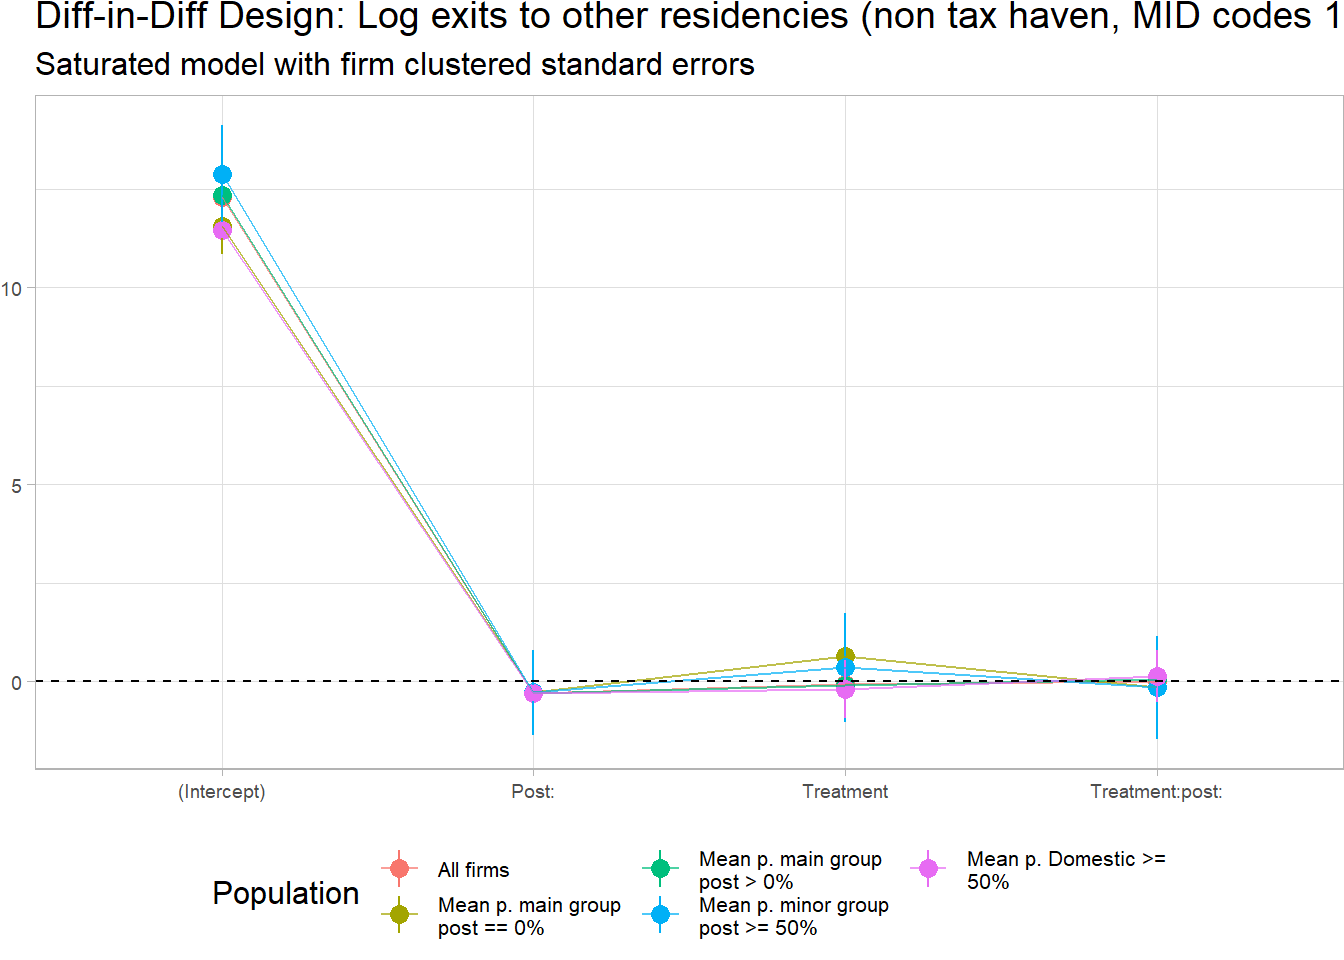 Diff-in-Diff Design: Log exits to other residencies (non tax haven, MID codes 1
Saturated model with firm clustered standard errors
10
5
0
(Intercept) Post: Treatment Treatment:post:
Population
All firms
Mean p. main group
post == 0%
Mean p. main group
post > 0%
Mean p. minor group
post >= 50%
Mean p. Domestic >=
50%